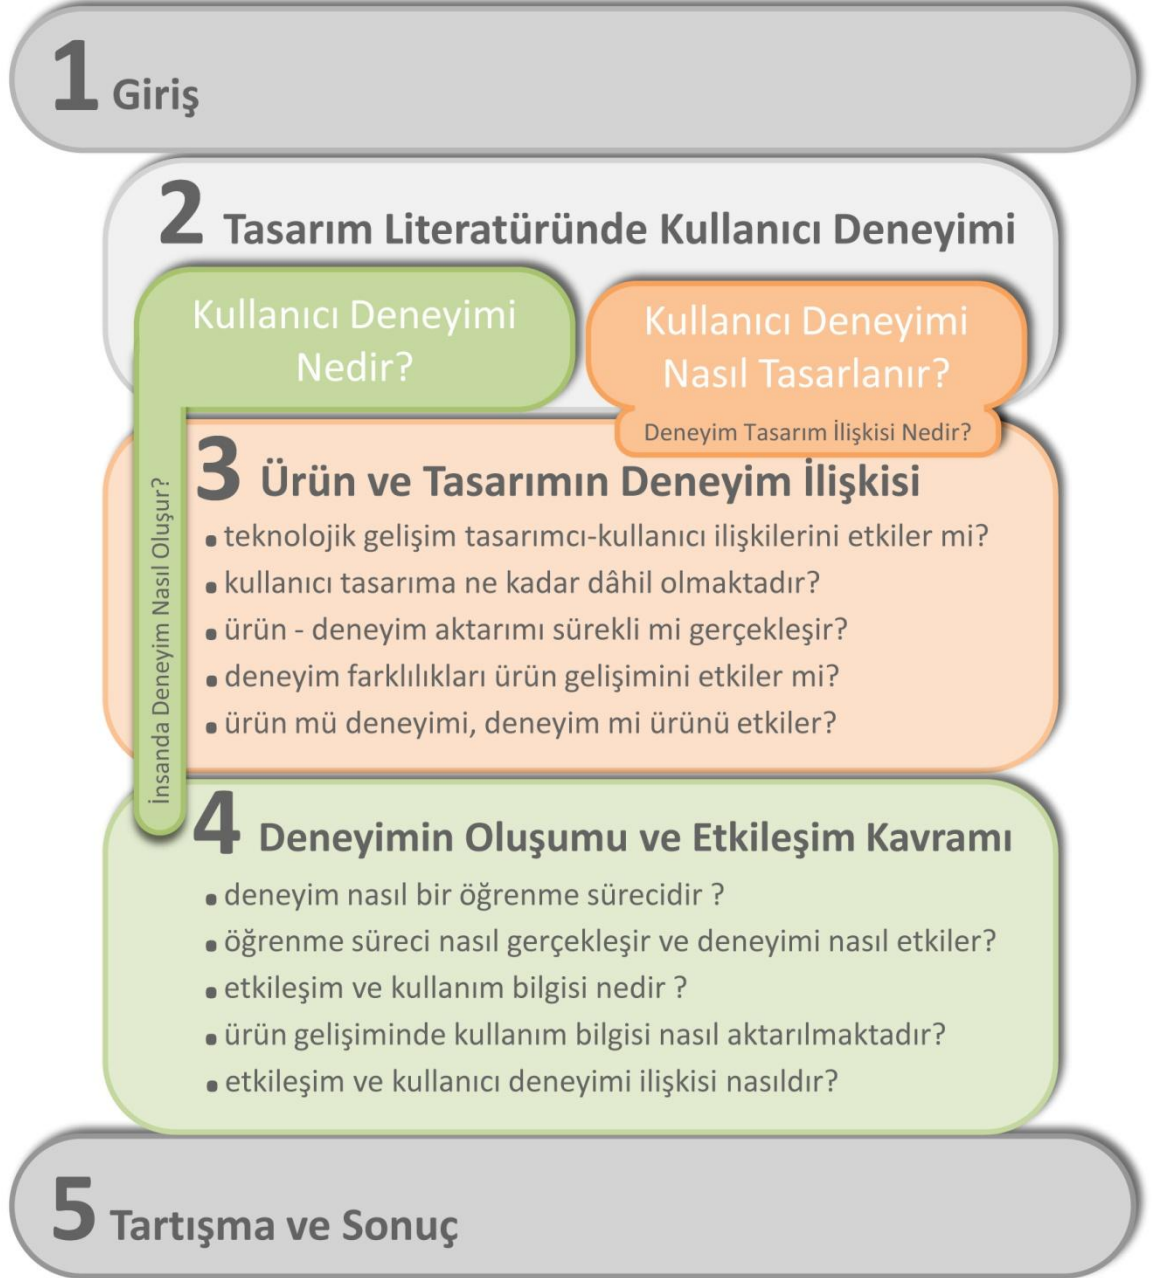 1 Giriş
2 Tasarım Literatüründe Kullanıcı Deneyimi
Kullanıcı Deneyimi
Nedir?
Kullanıcı Deneyimi
Nasıl Tasarlanır?
Deneyim Tasarım İlişkisi Nedir?
İnsanda Deneyim Nasıl Oluşur?
3 Ürün ve Tasarımın Deneyim İlişkisi
• teknolojik gelişim tasarımcı-kullanıcı ilişkilerini etkiler mi?
• kullanıcı tasarıma ne kadar dâhil olmaktadır?
• ürün - deneyim aktarımı sürekli mi gerçekleşir?
• deneyim farklılıkları ürün gelişimini etkiler mi?
• ürün mü deneyimi, deneyim mi ürünü etkiler?
4 Deneyimin Oluşumu ve Etkileşim Kavramı
• deneyim nasıl bir öğrenme sürecidir ?
• öğrenme süreci nasıl gerçekleşir ve deneyimi nasıl etkiler?
• etkileşim ve kullanım bilgisi nedir ?
• ürün gelişiminde kullanım bilgisi nasıl aktarılmaktadır?
• etkileşim ve kullanıcı deneyimi ilişkisi nasıldır?
5 Tartışma ve Sonuç